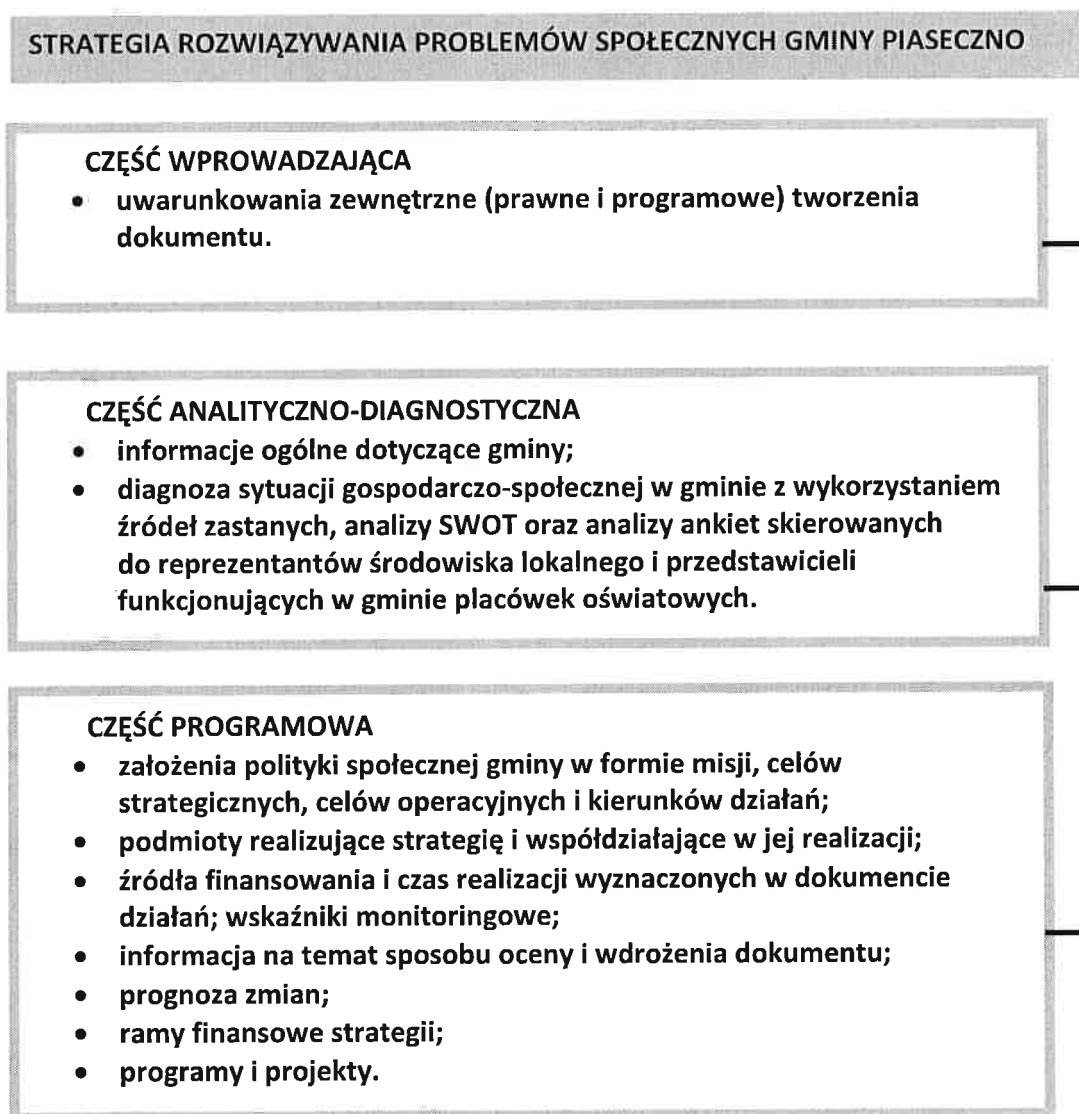 STRATEGIA ROZWIĄZYWANIA PROBLEMÓW SPOŁECZNYCH GMINY PIASECZNO
CZĘŚĆ WPROWADZAJĄCA
• uwarunkowania zewnętrzne (prawne i programowe) tworzenia
dokumentu.
CZĘŚĆ ANALITYCZNO-DIAGNOSTYCZNA
• informacje ogólne dotyczące gminy;
• diagnoza sytuacji gospodarczo-społecznej w gminie z wykorzystaniem
źródeł zastanych, analizy SWOT oraz analizy ankiet skierowanych
do reprezentantów środowiska lokalnego i przedstawicieli
funkcjonujących w gminie placówek oświatowych.
CZĘŚĆ PROGRAMOWA
• założenia polityki społecznej gminy w formie misji, celów
strategicznych, celów operacyjnych i kierunków działań;
• podmioty realizujące strategię i współdziałające w jej realizacji;
• źródła finansowania i czas realizacji wyznaczonych w dokumencie
działań; wskaźniki monitoringowe;
• informacja na temat sposobu oceny i wdrożenia dokumentu;
• prognoza zmian;
• ramy finansowe strategii;
• programy i projekty.